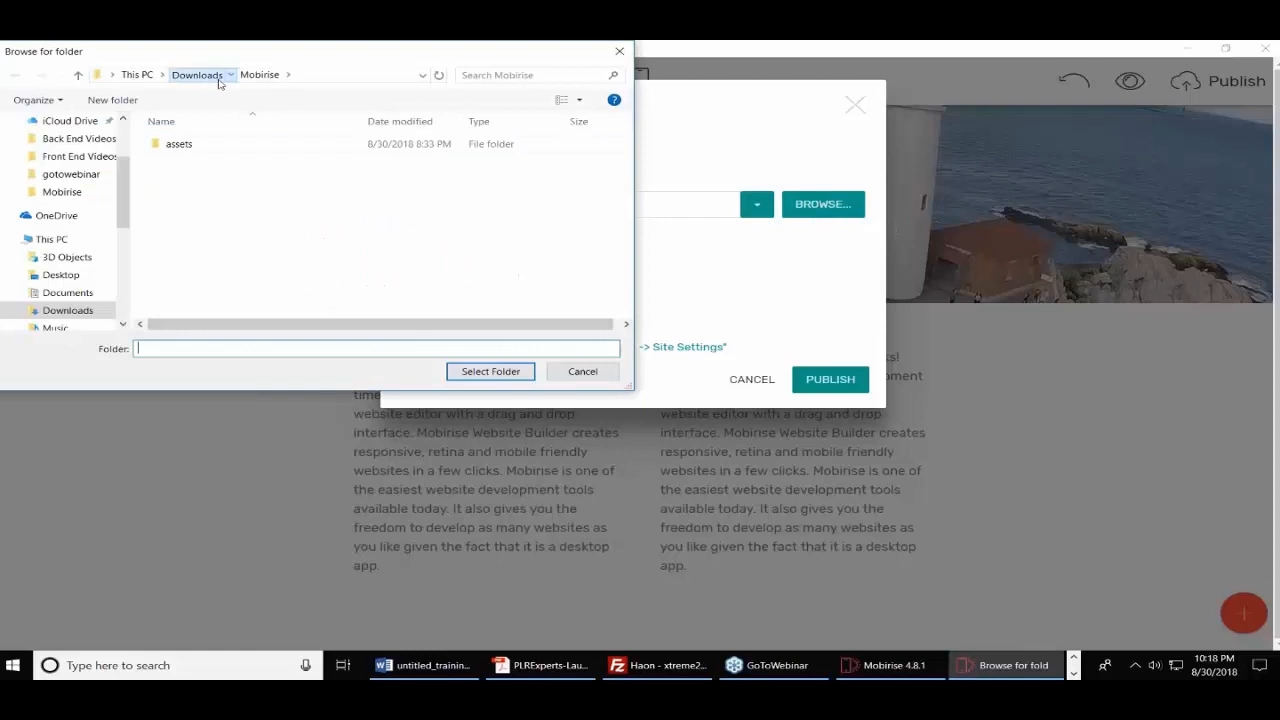 Browse for folder
This PC > Downloads Mobirise >
Search Mobirise
Organize
New folder
Publish
Name
Date modified
Type
Size
iCloud Drive
Back End Videos
Front End Videos
gotowebinar
Mobirise
OneDrive
This PC
3D Objects
Desktop
Documents
Downloads
Music
assets
8/30/2018 8:33 PM
File folder
BROWSE...
Folder:
Select Folder
Cancel
-> Site Settings"
CANCEL
PUBLISH
website editor with a drag and drop
interface. Mobirise Website Builder creates
responsive, retina and mobile friendly
websites in a few clicks. Mobirise is one of
the easiest website development tools
available today. It also gives you the
freedom to develop as many websites as
you like given the fact that it is a desktop
app.
website editor with a drag and drop
interface. Mobirise Website Builder creates
responsive, retina and mobile friendly
websites in a few clicks. Mobirise is one of
the easiest website development tools
available today. It also gives you the
freedom to develop as many websites as
you like given the fact that it is a desktop
app.
Type here to search
untitled_trainin...
PLRExperts-Lau...
Haon - xtreme2...
GoToWebinar
Mobirise 4.8.1
Browse for fold
10:18 PM
8/30/2018